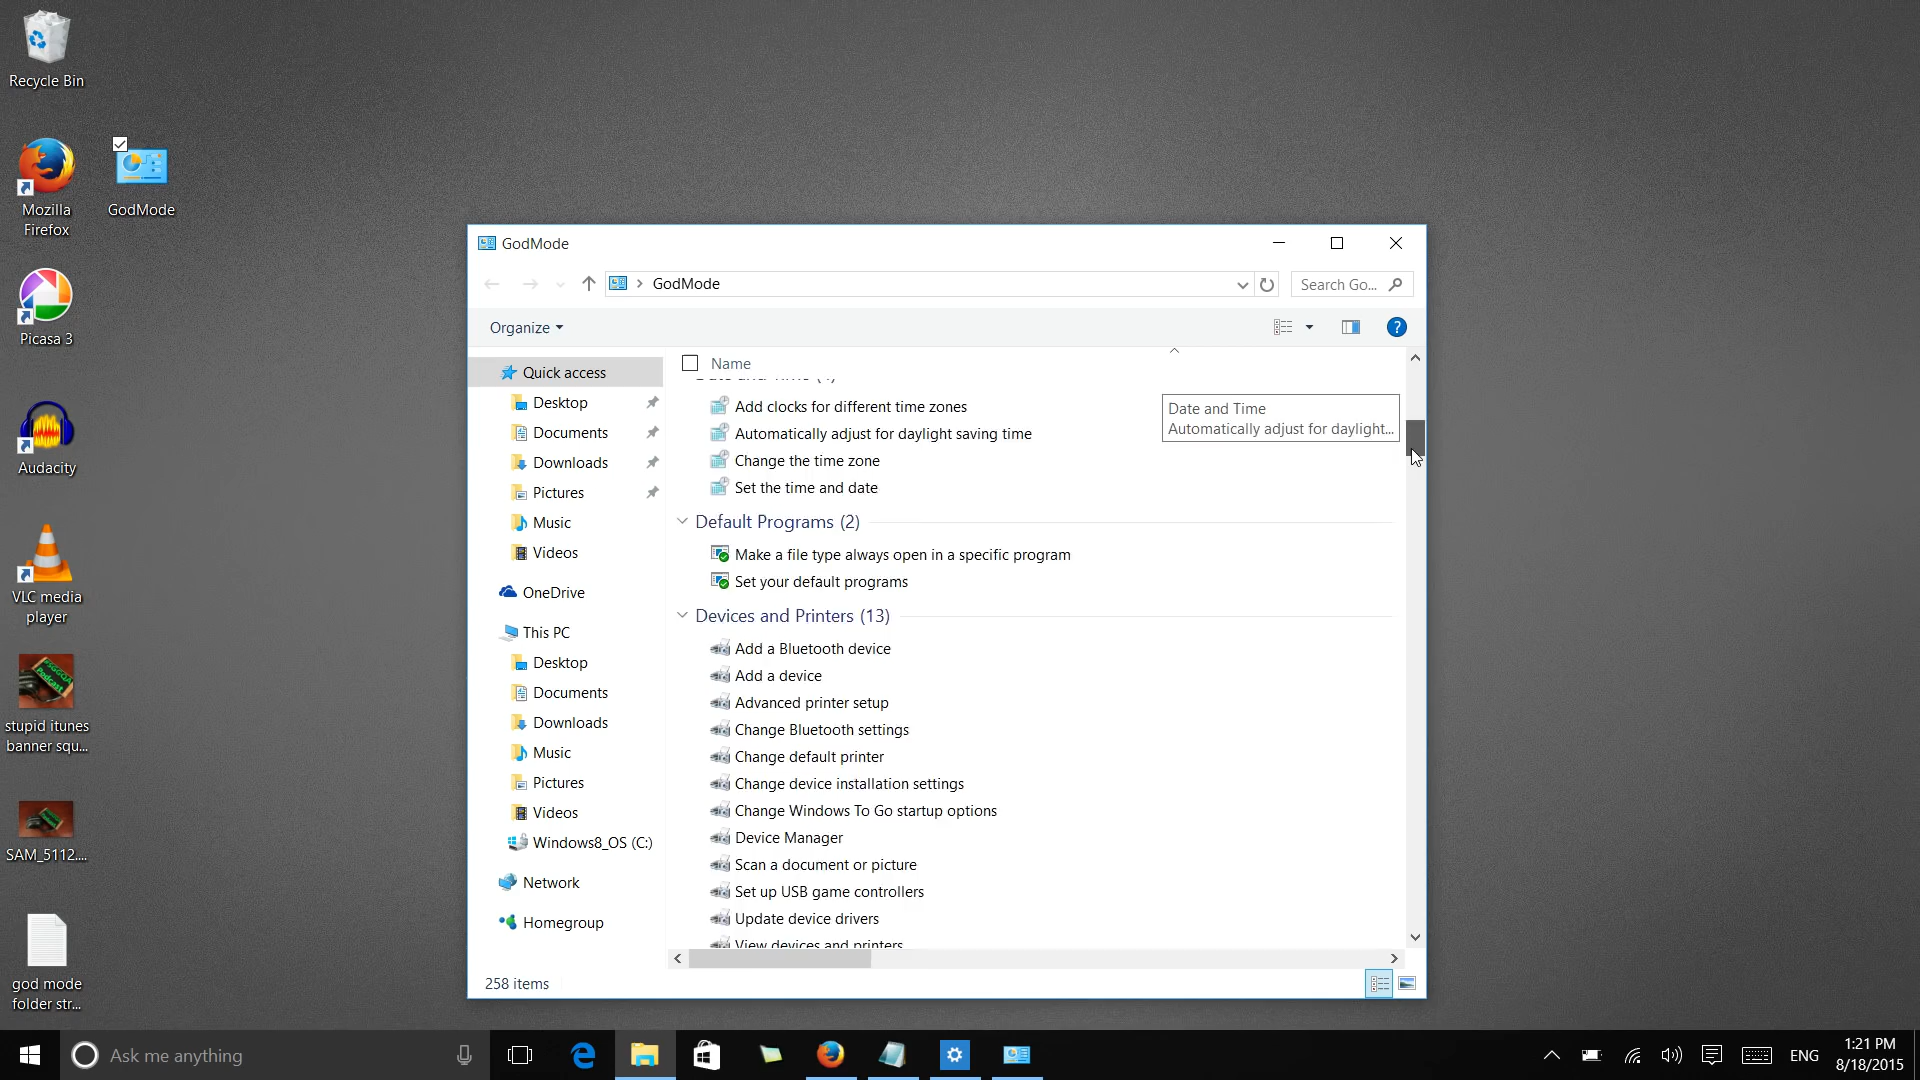 Recycle Bin
Mozilla
Firefox
GodMode
Picasa 3
Audacity
VLC media
player
stupid itunes
banner squ...
SAM_5112....
god mode
folder str...
GodMode
GodMode
Search Go...
Organize
Quick access
Desktop
Documents
Downloads
Pictures
Music
Videos
OneDrive
This PC
Desktop
Documents
Downloads
Music
Pictures
Videos
Windows8_OS (C:)
Network
Homegroup
Name
Date and Time (4)
Add clocks for different time zones
Automatically adjust for daylight saving time
Change the time zone
Set the time and date
Date and Time
Automatically adjust for daylight...
Default Programs (2)
Make a file type always open in a specific program
Set your default programs
Devices and Printers (13)
Add a Bluetooth device
Add a device
Advanced printer setup
Change Bluetooth settings
Change default printer
Change device installation settings
Change Windows To Go startup options
Device Manager
Scan a document or picture
Set up USB game controllers
Update device drivers
View devices and printers
258 items
Ask me anything
ENG
1:21 PM
8/18/2015